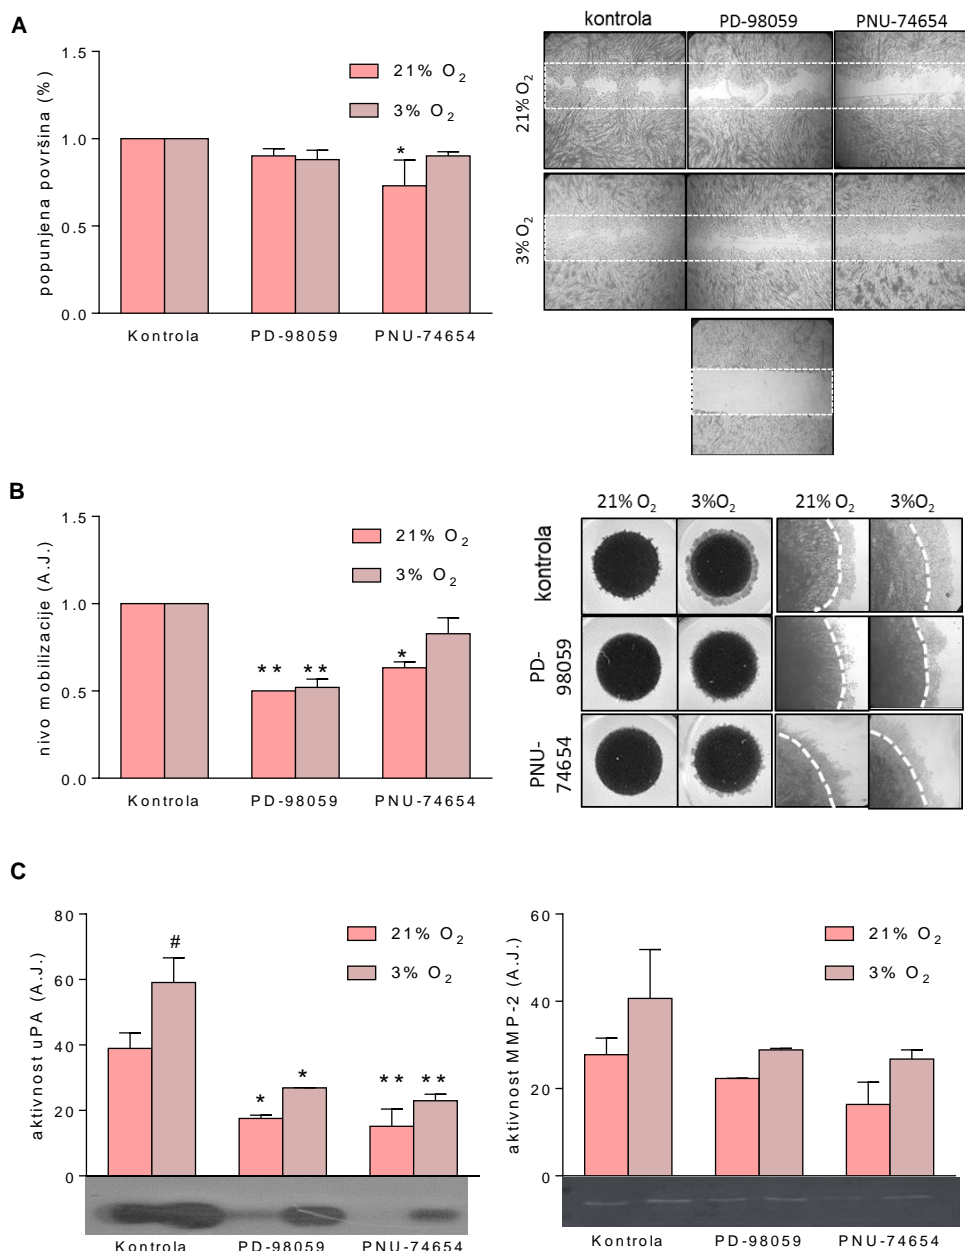 A
popunjena površina (%)
1.5
1.0
0.5
0.0
21% O2
3% O2
*
Kontrola PD-98059 PNU-74654
kontrola PD-98059 PNU-74654
21% O2
3% O2
B
nivo mobilizacije (A.J.)
1.5
1.0
0.5
0.0
21% O2
3% O2
** ** *
Kontrola PD-98059 PNU-74654
21% O2 3%O2 21% O2 3%O2
kontrola
PD-
98059
PNU-
74654
C
aktivnost uPA (A.J.)
80
60
40
20
0
21% O2
3% O2
#
* * ** **
Kontrola PD-98059 PNU-74654
aktivnost MMP-2 (A.J.)
60
40
20
0
21% O2
3% O2
Kontrola PD-98059 PNU-74654